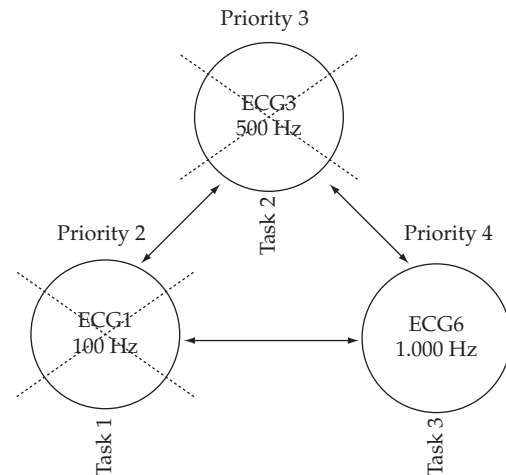 Priority 3
ECG3
500 Hz
Task 2
Priority 2
Priority 4
ECG1
100 Hz
ECG6
1.000 Hz
Task 1
Task 3